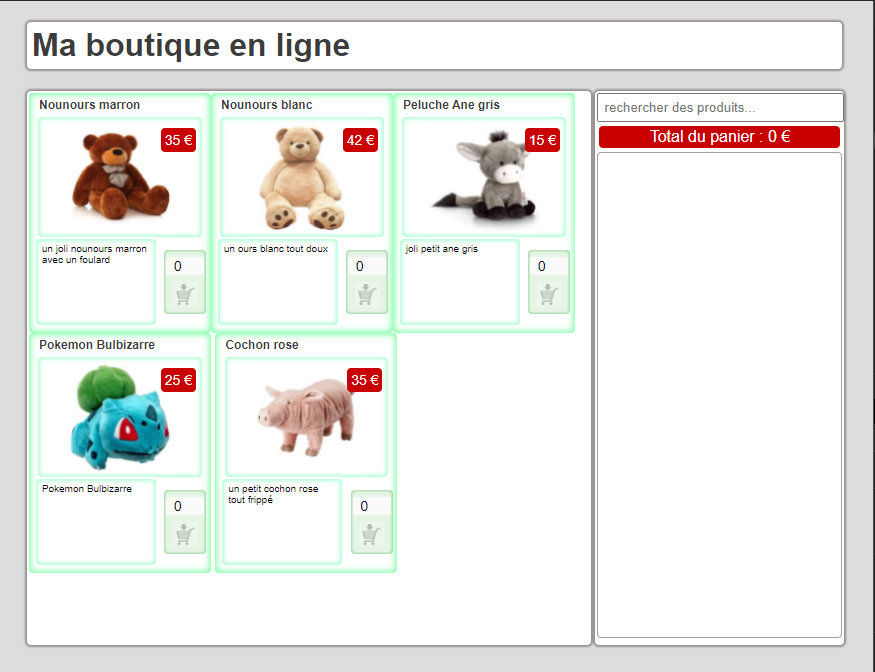 Ma boutique en ligne
Nounours marron
35 €
un joli nounours marron
avec un foulard
0
Nounours blanc
42 €
un ours blanc tout doux
0
Peluche Ane gris
15 €
joli petit ane gris
0
Pokemon Bulbizarre
25 €
Pokemon Bulbizarre
0
Cochon rose
35 €
un petit cochon rose
tout frippé
0
rechercher des produits...
Total du panier : 0 €